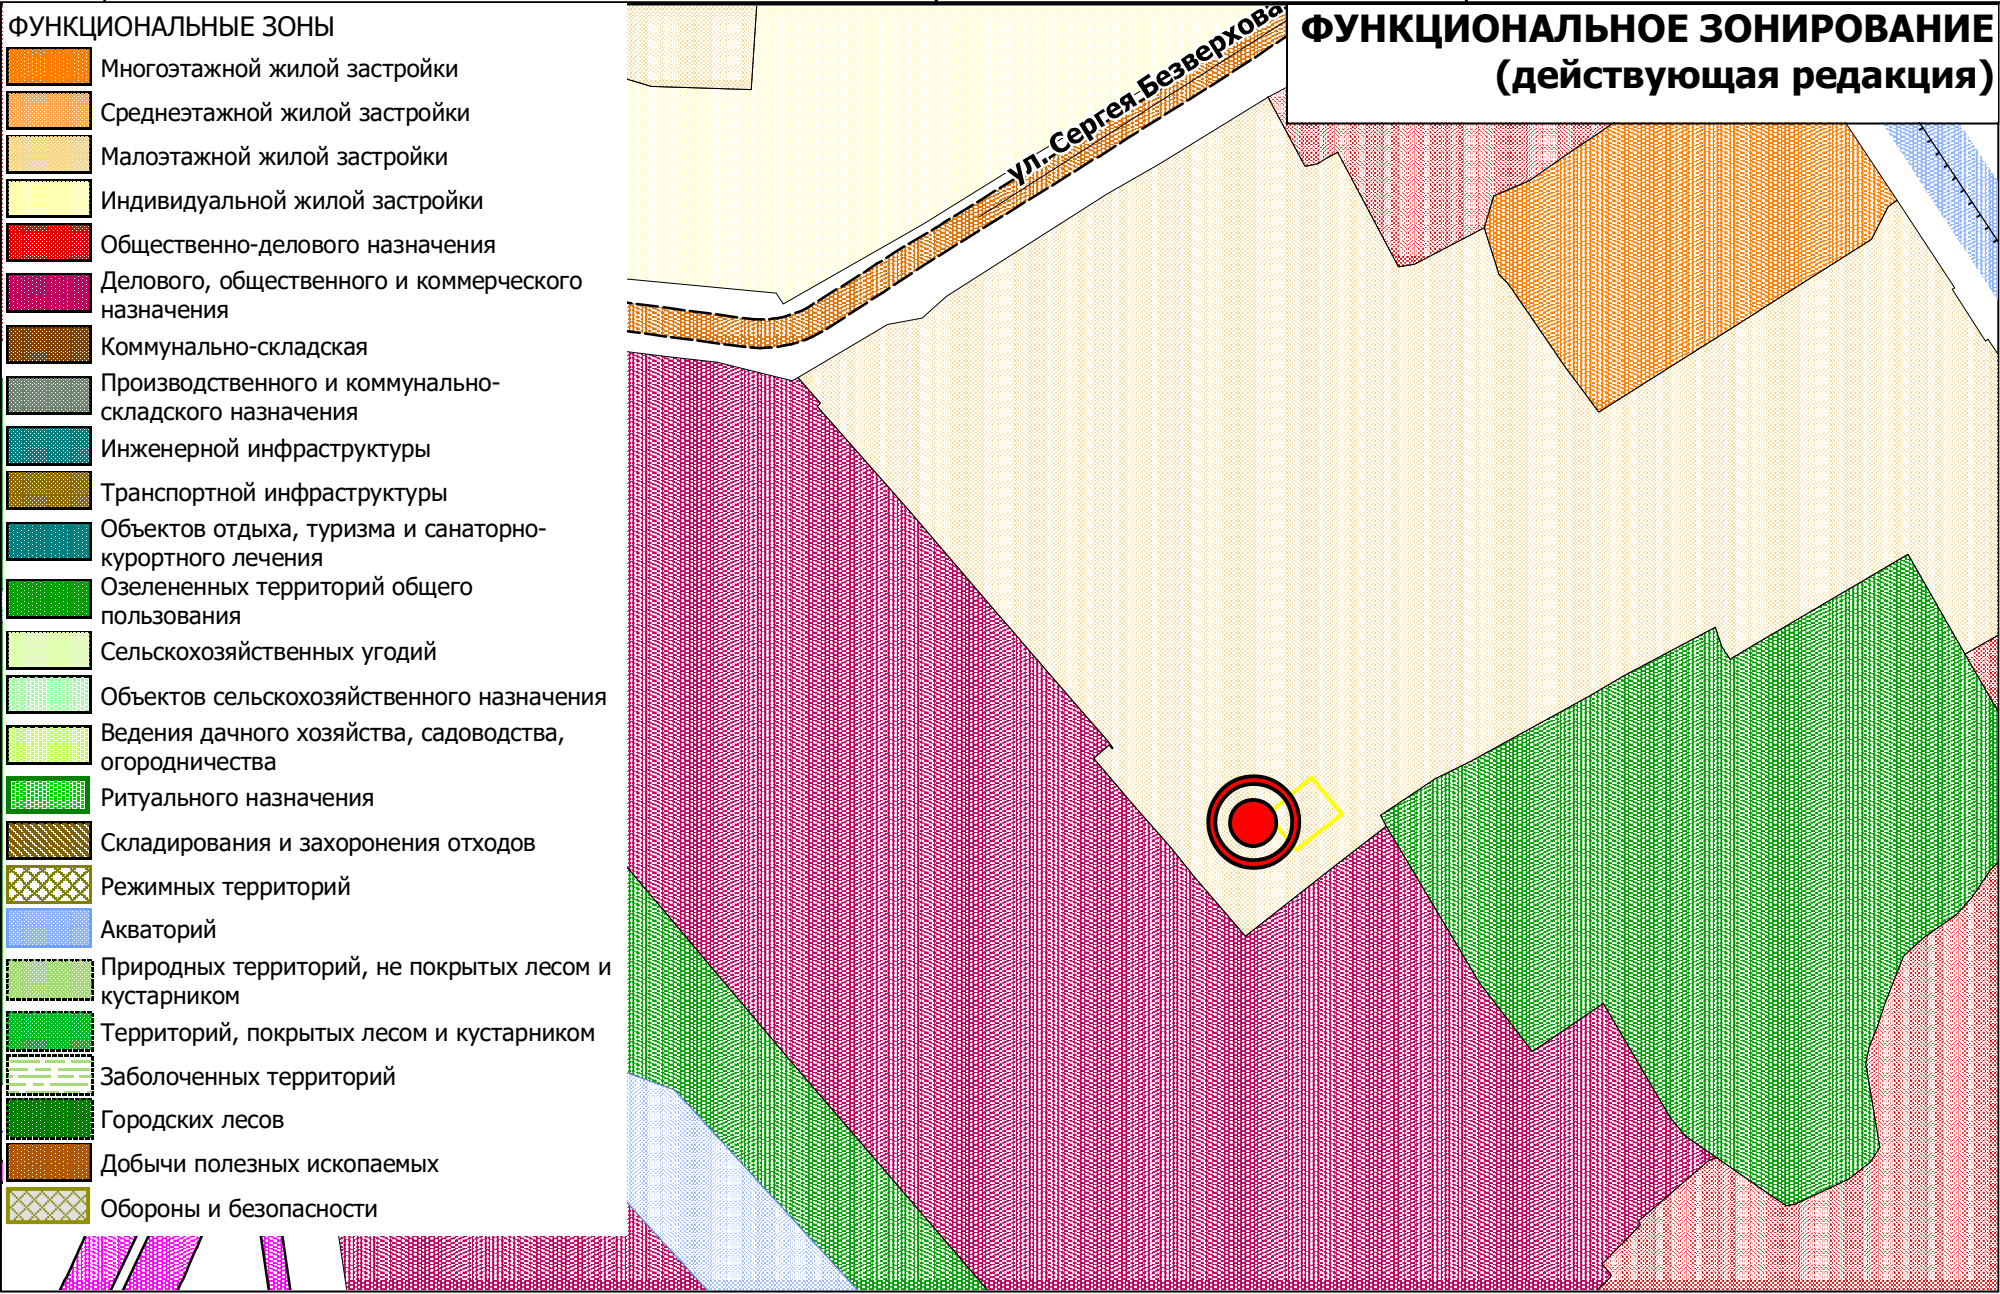 ФУНКЦИОНАЛЬНОЕ ЗОНИРОВАНИЕ
(действующая редакция)
ФУНКЦИОНАЛЬНЫЕ ЗОНЫ
Многоэтажной жилой застройки
Среднеэтажной жилой застройки
Малоэтажной жилой застройки
Индивидуальной жилой застройки
Общественно-делового назначения
Делового, общественного и коммерческого
назначения
Коммунально-складская
Производственного и коммунально-
складского назначения
Инженерной инфраструктуры
Транспортной инфраструктуры
Объектов отдыха, туризма и санаторно-
курортного лечения
Озелененных территорий общего
пользования
Сельскохозяйственных угодий
Объектов сельскохозяйственного назначения
Ведения дачного хозяйства, садоводства,
огородничества
Ритуального назначения
Складирования и захоронения отходов
Режимных территорий
Акваторий
Природных территорий, не покрытых лесом и
кустарником
Территорий, покрытых лесом и кустарником
Заболоченных территорий
Городских лесов
Добычи полезных ископаемых
Обороны и безопасности
ул. Сергея Безверхова